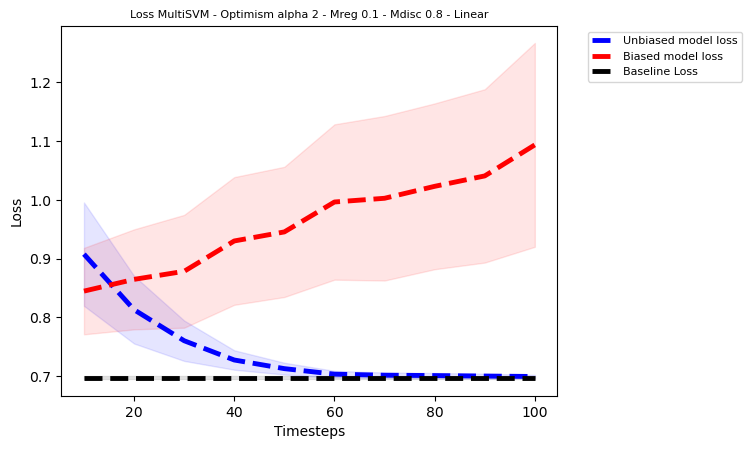 Loss MultiSVM - Optimism alpha 2 - Mreg 0.1 - Mdisc 0.8 - Linear
Unbiased model loss
Biased model loss
Baseline Loss
Loss
1.2
1.1
1.0
0.9
0.8
0.7
20 40 60 80 100
Timesteps